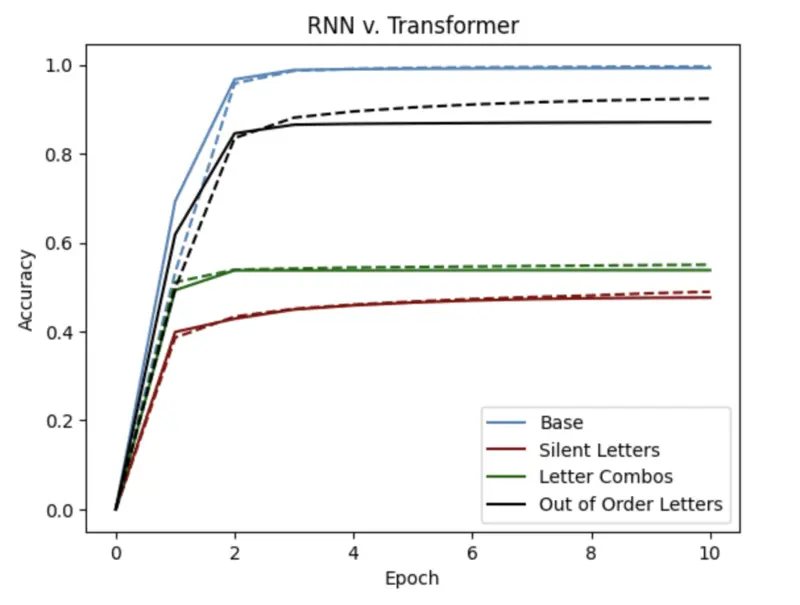 RNN v. Transformer
1.0
0.8
0.6
0.4
0.2
0.0
Accuracy
Base
Silent Letters
Letter Combos
Out of Order Letters
0 2 4 6 8 10
Epoch